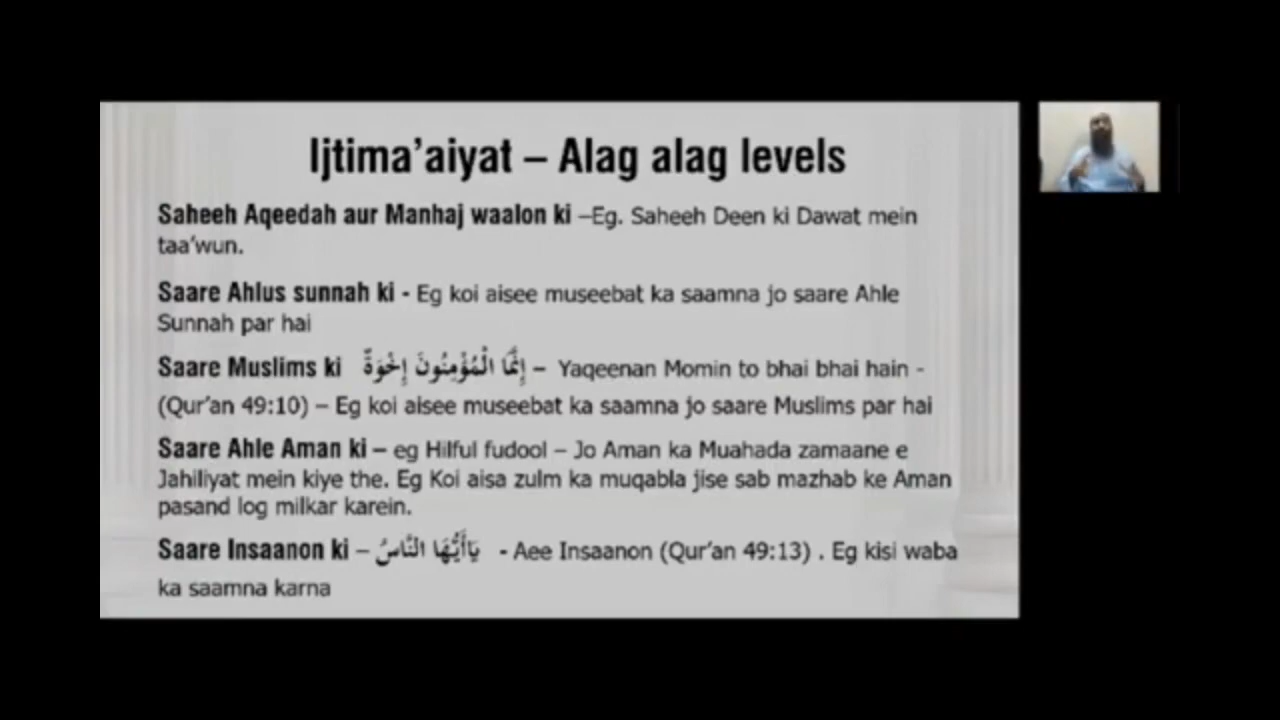 Ijtima’aiyat – Alag alag levels
Saheeh Aqeedah aur Manhaj waalon ki –Eg. Saheeh Deen ki Dawat mein
taa’wun.
Saare Ahlus sunnah ki - Eg koi aisee museebat ka saamna jo saare Ahle
Sunnah par hai
Saare Muslims ki إِنَّمَا الْمُؤْمِنُونَ إِخْوَةٌ – Yaqeenan Momin to bhai bhai hain -
(Qur’an 49:10) – Eg koi aisee museebat ka saamna jo saare Muslims par hai
Saare Ahle Aman ki – eg Hilful fudool – Jo Aman ka Muahada zamaane e
Jahiliyat mein kiye the. Eg Koi aisa zulm ka muqabla jise sab mazhab ke Aman
pasand log milkar karein.
Saare Insaanon ki – يَاأَيُّهَا النَّاسُ - Aee Insaanon (Qur’an 49:13) . Eg kisi waba
ka saamna karna